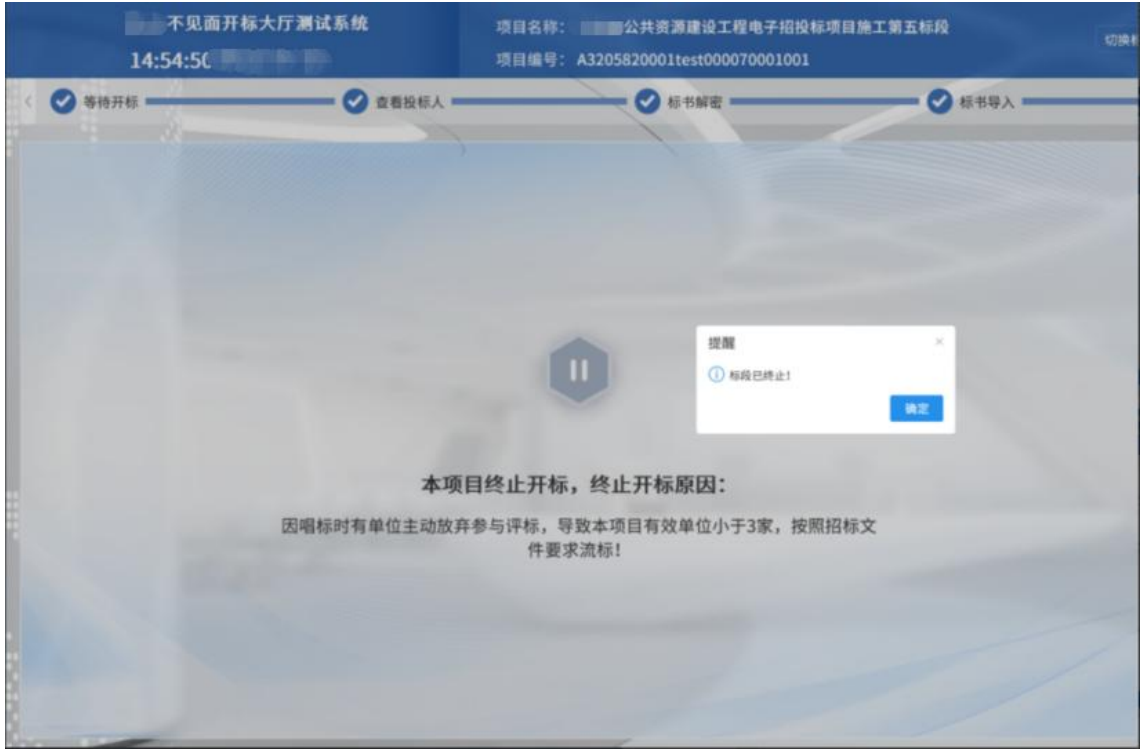 不见面开标大厅测试系统
14:54:50
项目名称： 公共资源建设工程电子招投标项目施工第五标段
项目编号： A3205820001test000070001001
切换标
等待开标
查看投标人
标书解密
标书导入
提醒
标段已终止！
确定
本项目终止开标，终止开标原因：
因唱标时有单位主动放弃参与评标，导致本项目有效单位小于3家，按照招标文
件要求流标！